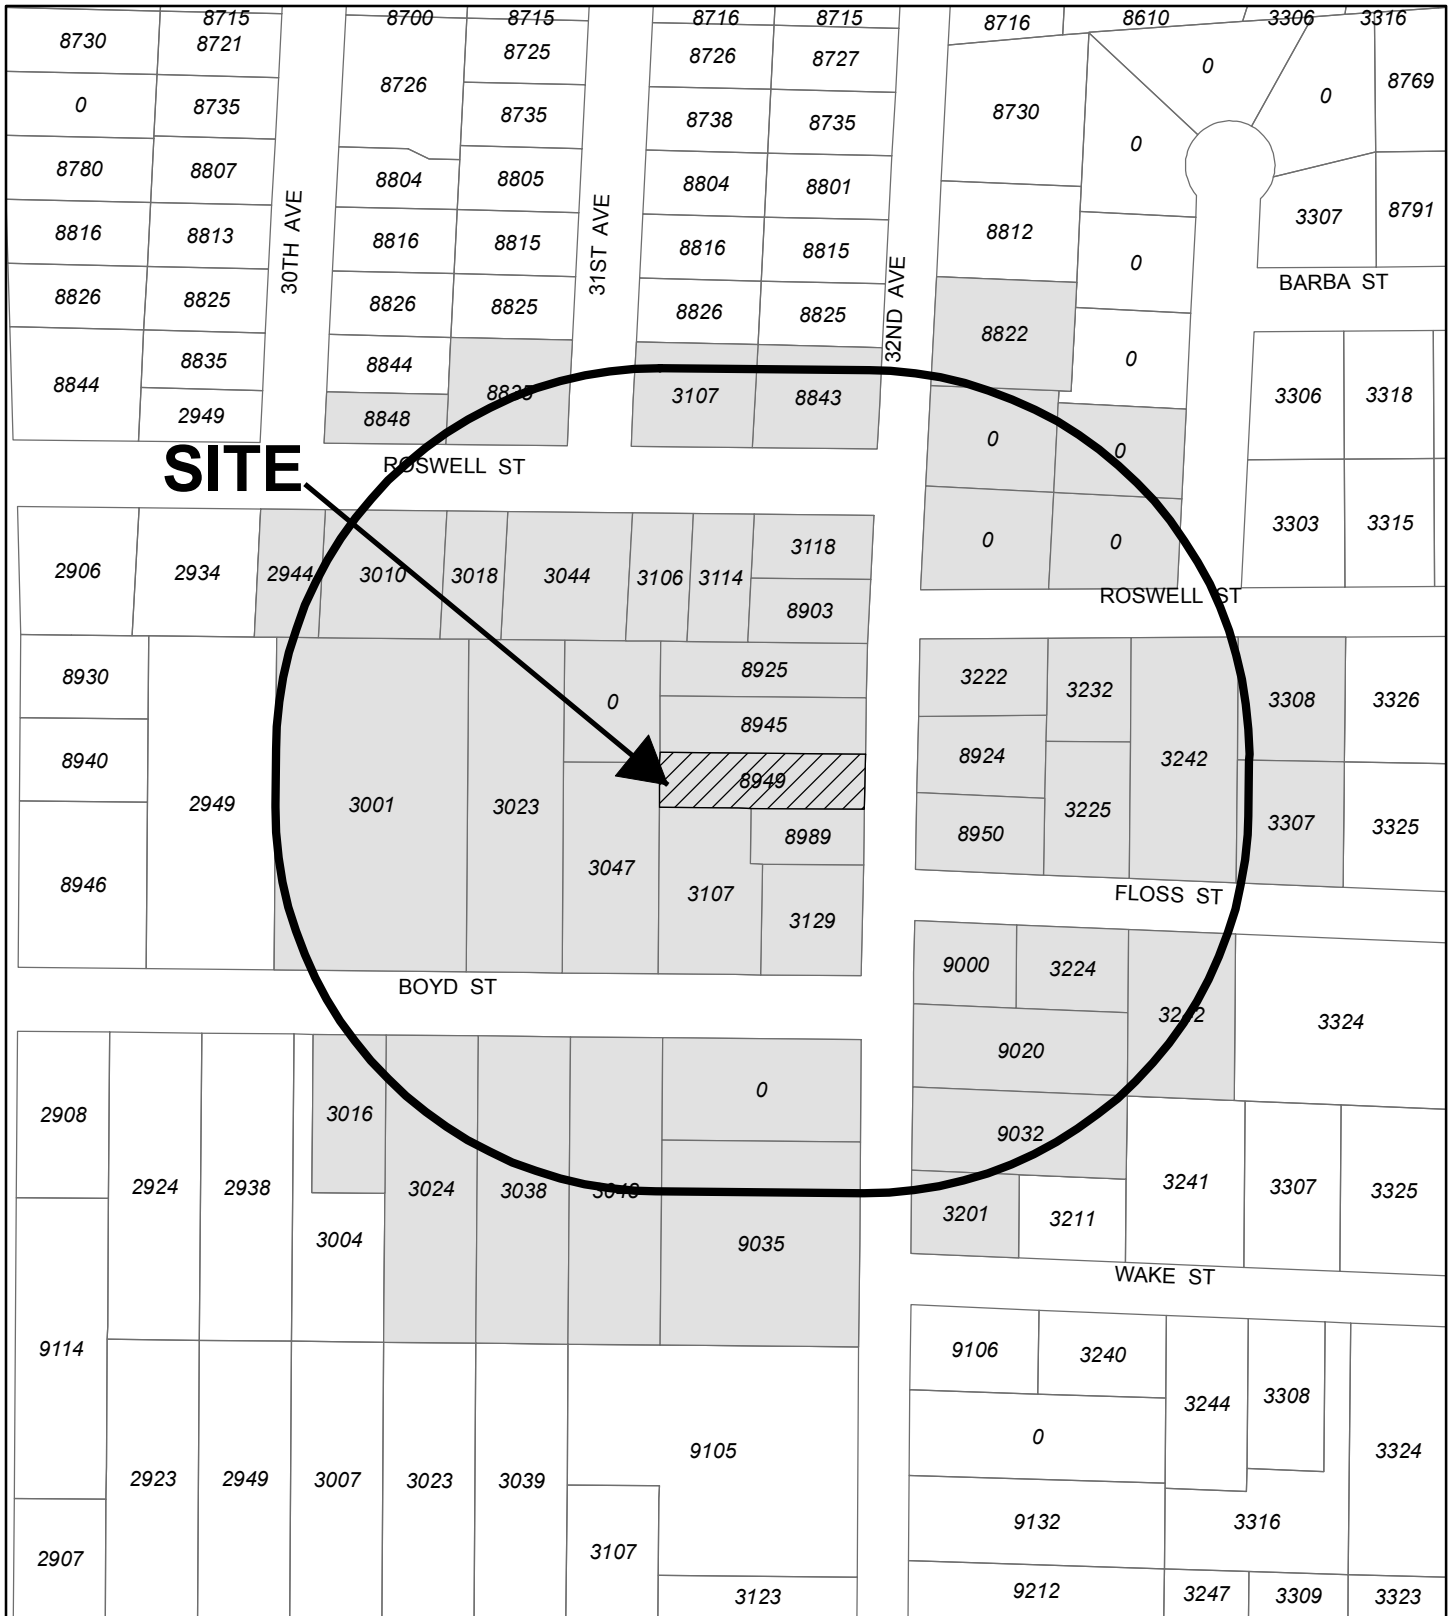 8715 8700 8715 8716 8715 8716 8610 3306 3316
8730 8721 8726 8725 8726 8727 8730 0 0 8769
0 8735 8735 8738 8735 0
8780 8807 8804 8805 8804 8801
8816 8813 8816 8815 8816 8815 8812 0 3307 8791
30TH AVE
31ST AVE
32ND AVE
BARBA ST
8826 8825 8826 8825 8826 8825 8822 0
8844 8835 8844 8835 3107 8843 3306 3318
2949 8848 0 0
SITE
ROSWELL ST
2906 2934 2944 3010 3018 3044 3106 3114 3118 0 0 3303 3315
8903
ROSWELL ST
8930 8925 3222 3232 3308 3326
0
8940 2949 3001 3023 8945 8924 3242
8949 3225
8946 3047 3107 8989 8950 3307 3325
3129
FLOSS ST
BOYD ST
9000 3224 3242 3324
9020
2908 2924 2938 3016 3024 3038 0 9032
3241 3307 3325
3004 9035 3201 3211
WAKE ST
9114 9106 3240 3244 3308 3324
0
2923 2949 3007 3023 3039 9105
9132 3316
2907 3107
3123 9212 3247 3309 3323